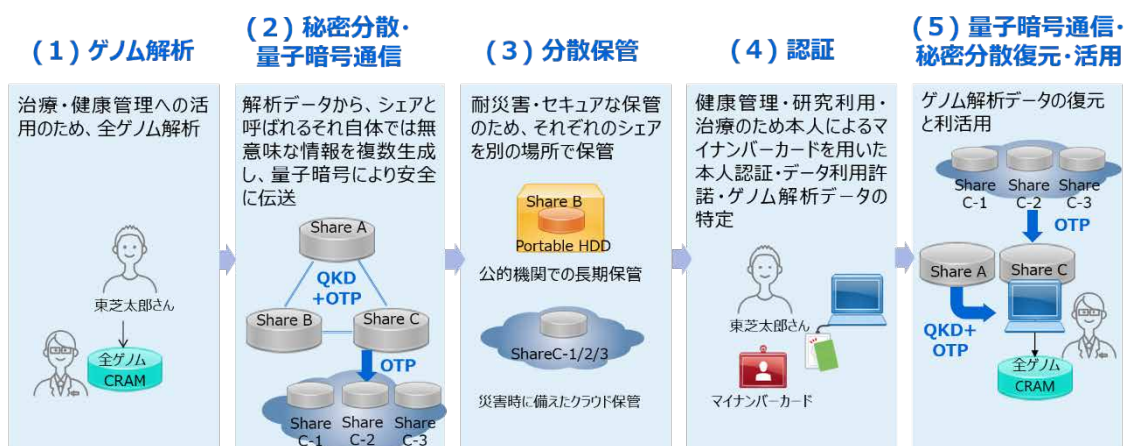 (1)ゲノム解析
治療・健康管理への活
用のため、全ゲノム解析
東芝太郎さん
全ゲノム
CRAM
(2)秘密分散・
量子暗号通信
解析データから、シェアと
呼ばれるそれ自体では無
意味な情報を複数生成
し、量子暗号により安全
に伝送
Share A
QKD
+OTP
Share B
Share C
OTP
Share
C-1
Share
C-2
Share
C-3
(3)分散保管
耐災害・セキュアな保管
のため、それぞれのシェア
を別の場所で保管
Share B
Portable HDD
公的機関での長期保管
ShareC-1/2/3
災害時に備えたクラウド保管
(4)認証
健康管理・研究利用・
治療のため本人によるマ
イナンバーカードを用いた
本人認証・データ利用許
諾・ゲノム解析データの
特定
東芝太郎さん
マイナンバーカード
(5)量子暗号通信・
秘密分散復元・活用
ゲノム解析データの復元
と利活用
Share
C-1
Share
C-2
Share
C-3
OTP
Share A
Share C
QKD+
OTP
全ゲノム
CRAM